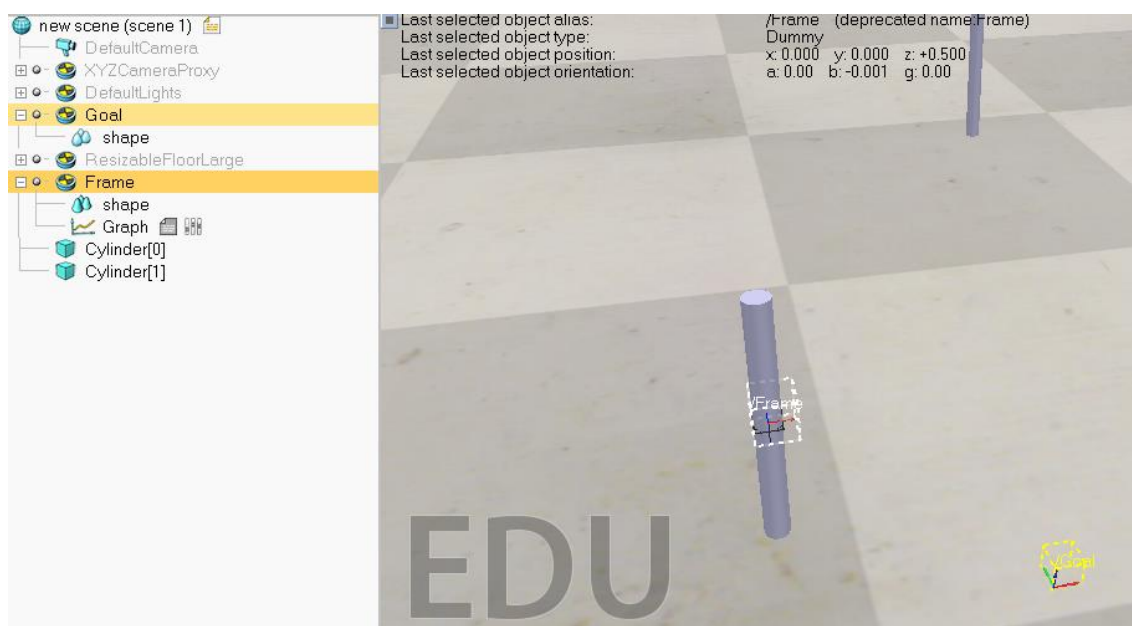 new scene (scene 1)
DefaultCamera
XYZCameraProxy
DefaultLights
Goal
shape
ResizableFloorLarge
Frame
shape
Graph
Cylinder[0]
Cylinder[1]
Last selected object alias: /Frame (deprecated name:Frame)
Last selected object type: Dummy
Last selected object position: x: 0.000 y: 0.000 z: +0.500
Last selected object orientation: a: 0.00 b: -0.001 g: 0.00
/Frame
/Goal
EDU